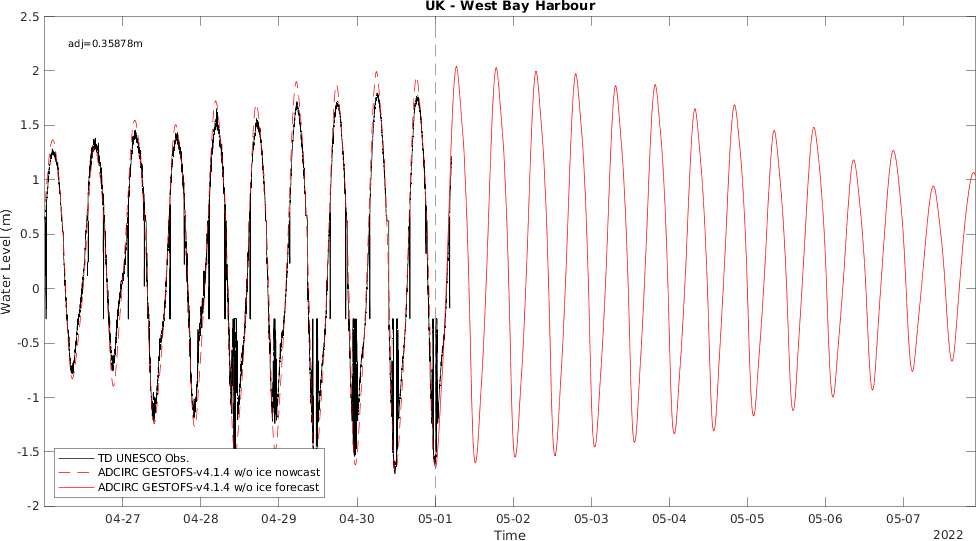 UK - West Bay Harbour
adj=0.35878m
2.5
2
1.5
1
0.5
0
-0.5
-1
-1.5
-2
Water Level (m)
TD UNESCO Obs.
ADCIRC GESTOFS-v4.1.4 w/o ice nowcast
ADCIRC GESTOFS-v4.1.4 w/o ice forecast
04-27 04-28 04-29 04-30 05-01 05-02 05-03 05-04 05-05 05-06 05-07
Time
2022